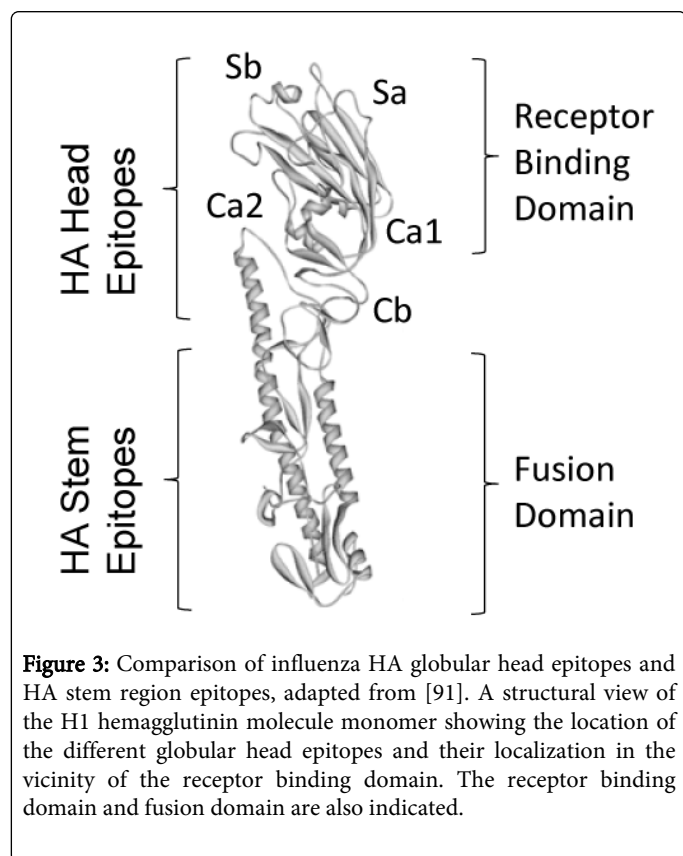 Sb
Sa
HA Head
Epitopes
Receptor
Binding
Domain
Ca2
Ca1
Cb
HA Stem
Epitopes
Fusion
Domain
Figure 3: Comparison of influenza HA globular head epitopes and
HA stem region epitopes, adapted from [91]. A structural view of
the H1 hemagglutinin molecule monomer showing the location of
the different globular head epitopes and their localization in the
vicinity of the receptor binding domain. The receptor binding
domain and fusion domain are also indicated.